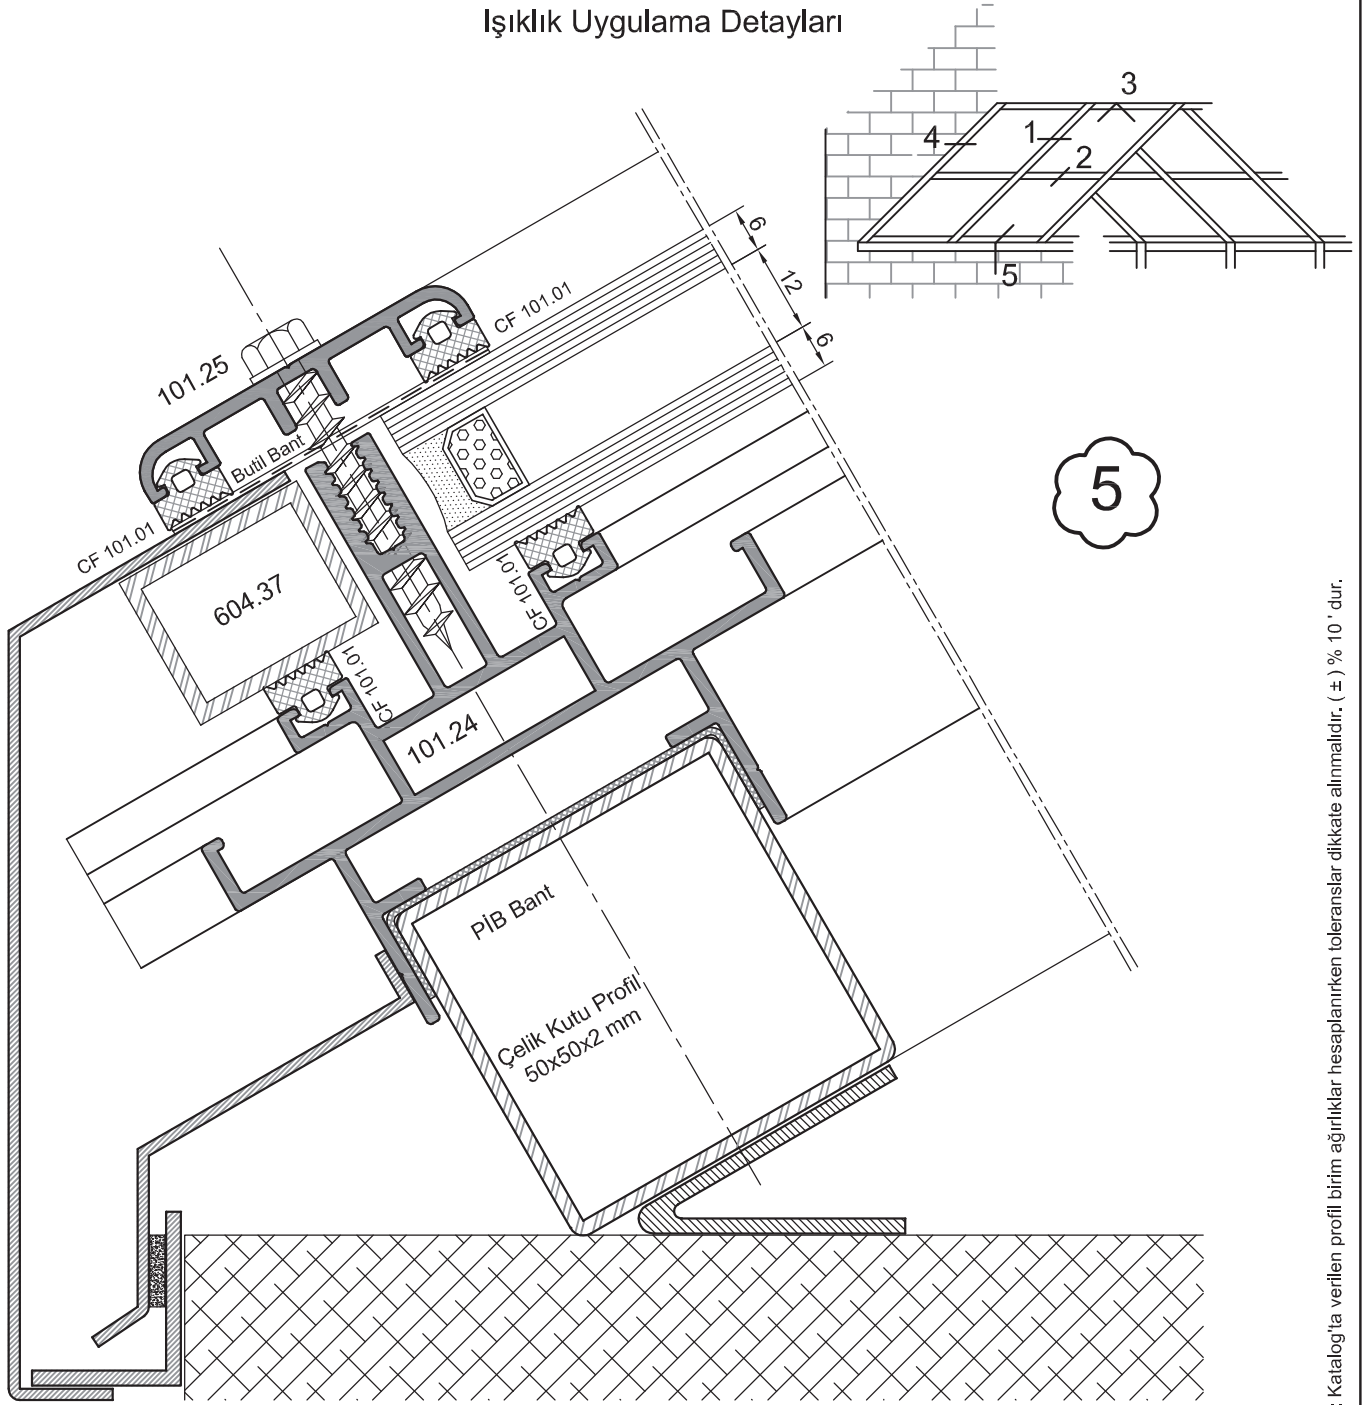 Işıklık Uygulama Detayları
3
4
1
2
5
6
12
6
CF 101.01
101.25
Butil Bant
CF 101.01
5
CF 101.01
604.37
CF 101.01
101.24
PİB Bant
Çelik Kutu Profil
50x50x2 mm
: Katalog'ta verilen profil birim ağırlıklar hesaplanırken toleranslar dikkate alınmalıdır. ( ± ) % 10 ' dur.